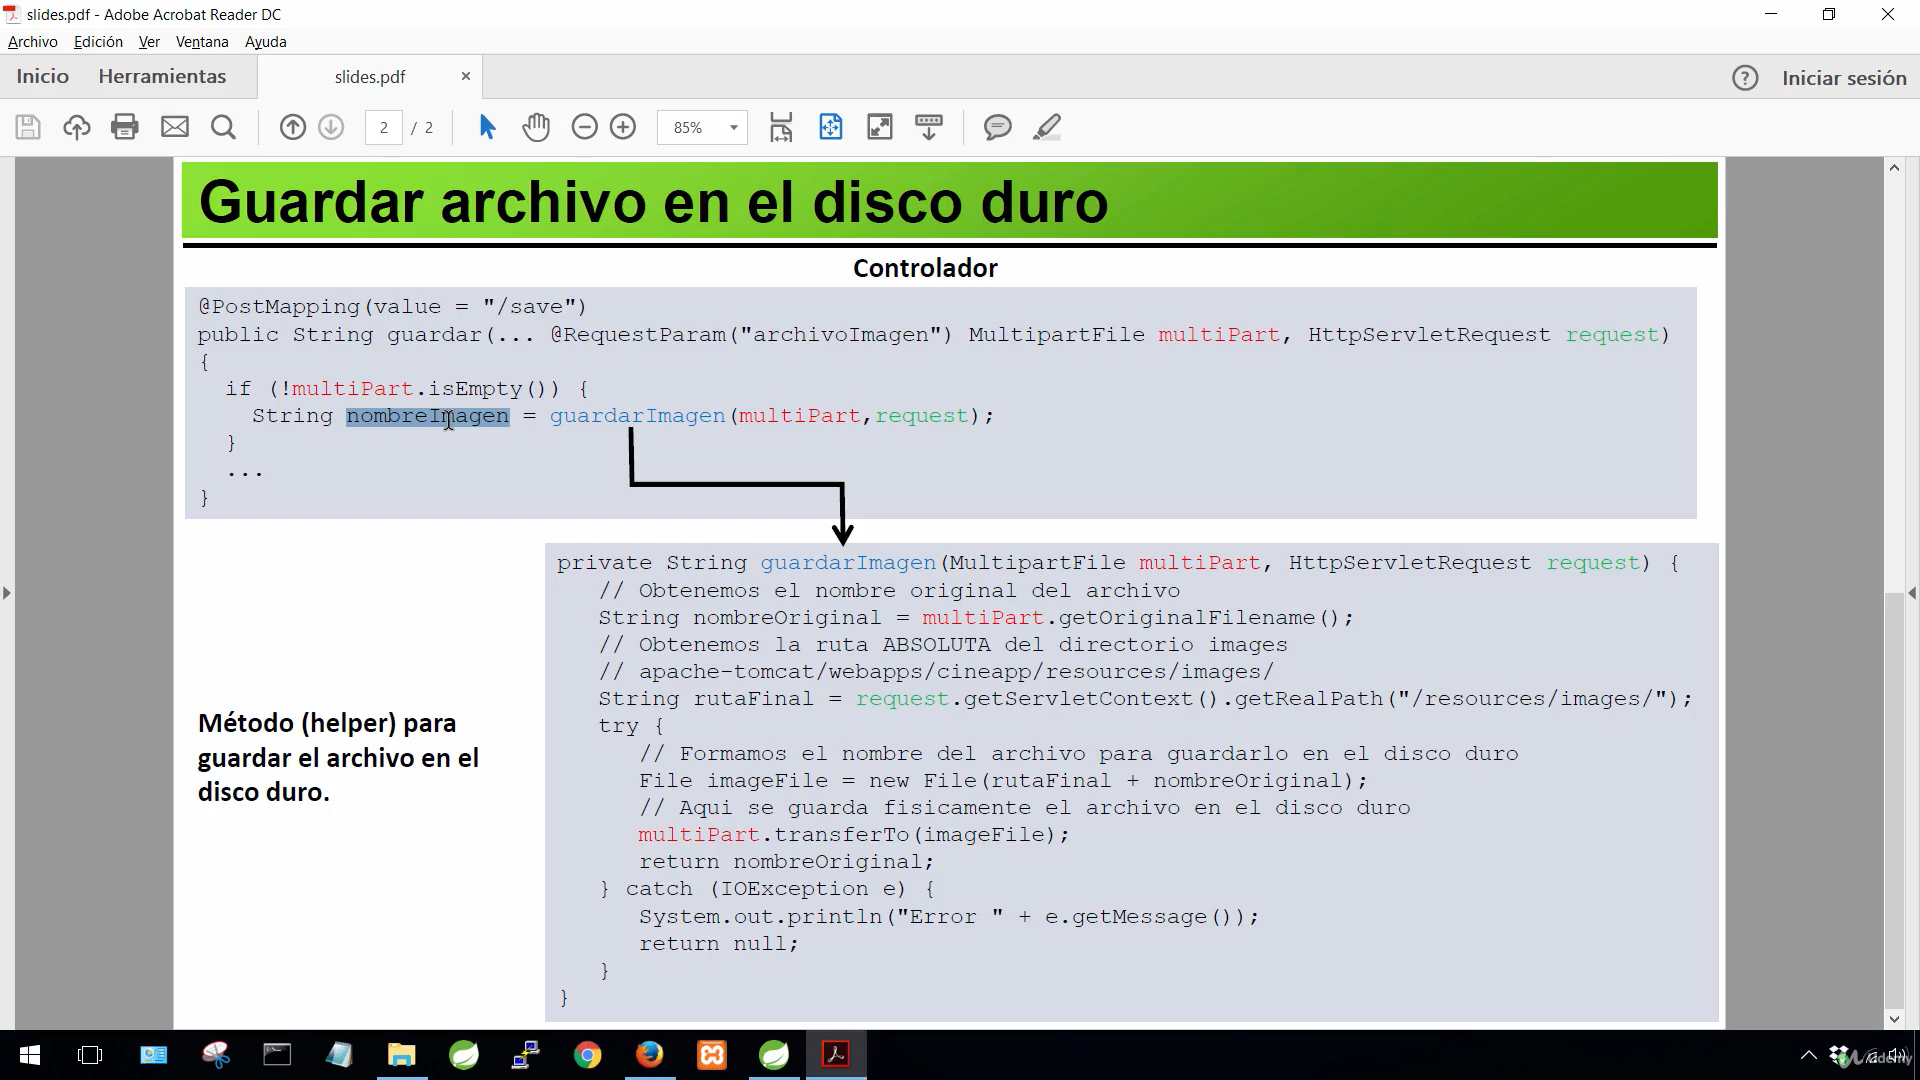 slides.pdf - Adobe Acrobat Reader DC
Archivo Edición Ver Ventana Ayuda
Inicio Herramientas slides.pdf × ? Iniciar sesión
2 / 2 85%
Guardar archivo en el disco duro
Controlador
@PostMapping(value = "/save")
public String guardar(... @RequestParam("archivoImagen") MultipartFile multiPart, HttpServletRequest request)
{
if (!multiPart.isEmpty()) {
String nombreImagen = guardarImagen(multiPart,request);
}
...
}
private String guardarImagen(MultipartFile multiPart, HttpServletRequest request) {
// Obtenemos el nombre original del archivo
String nombreOriginal = multiPart.getOriginalFilename();
// Obtenemos la ruta ABSOLUTA del directorio images
// apache-tomcat/webapps/cineapp/resources/images/
String rutaFinal = request.getServletContext().getRealPath("/resources/images/");
try {
// Formamos el nombre del archivo para guardarlo en el disco duro
File imageFile = new File(rutaFinal + nombreOriginal);
// Aqui se guarda fisicamente el archivo en el disco duro
multiPart.transferTo(imageFile);
return nombreOriginal;
} catch (IOException e) {
System.out.println("Error " + e.getMessage());
return null;
}
}
Método (helper) para
guardar el archivo en el
disco duro.